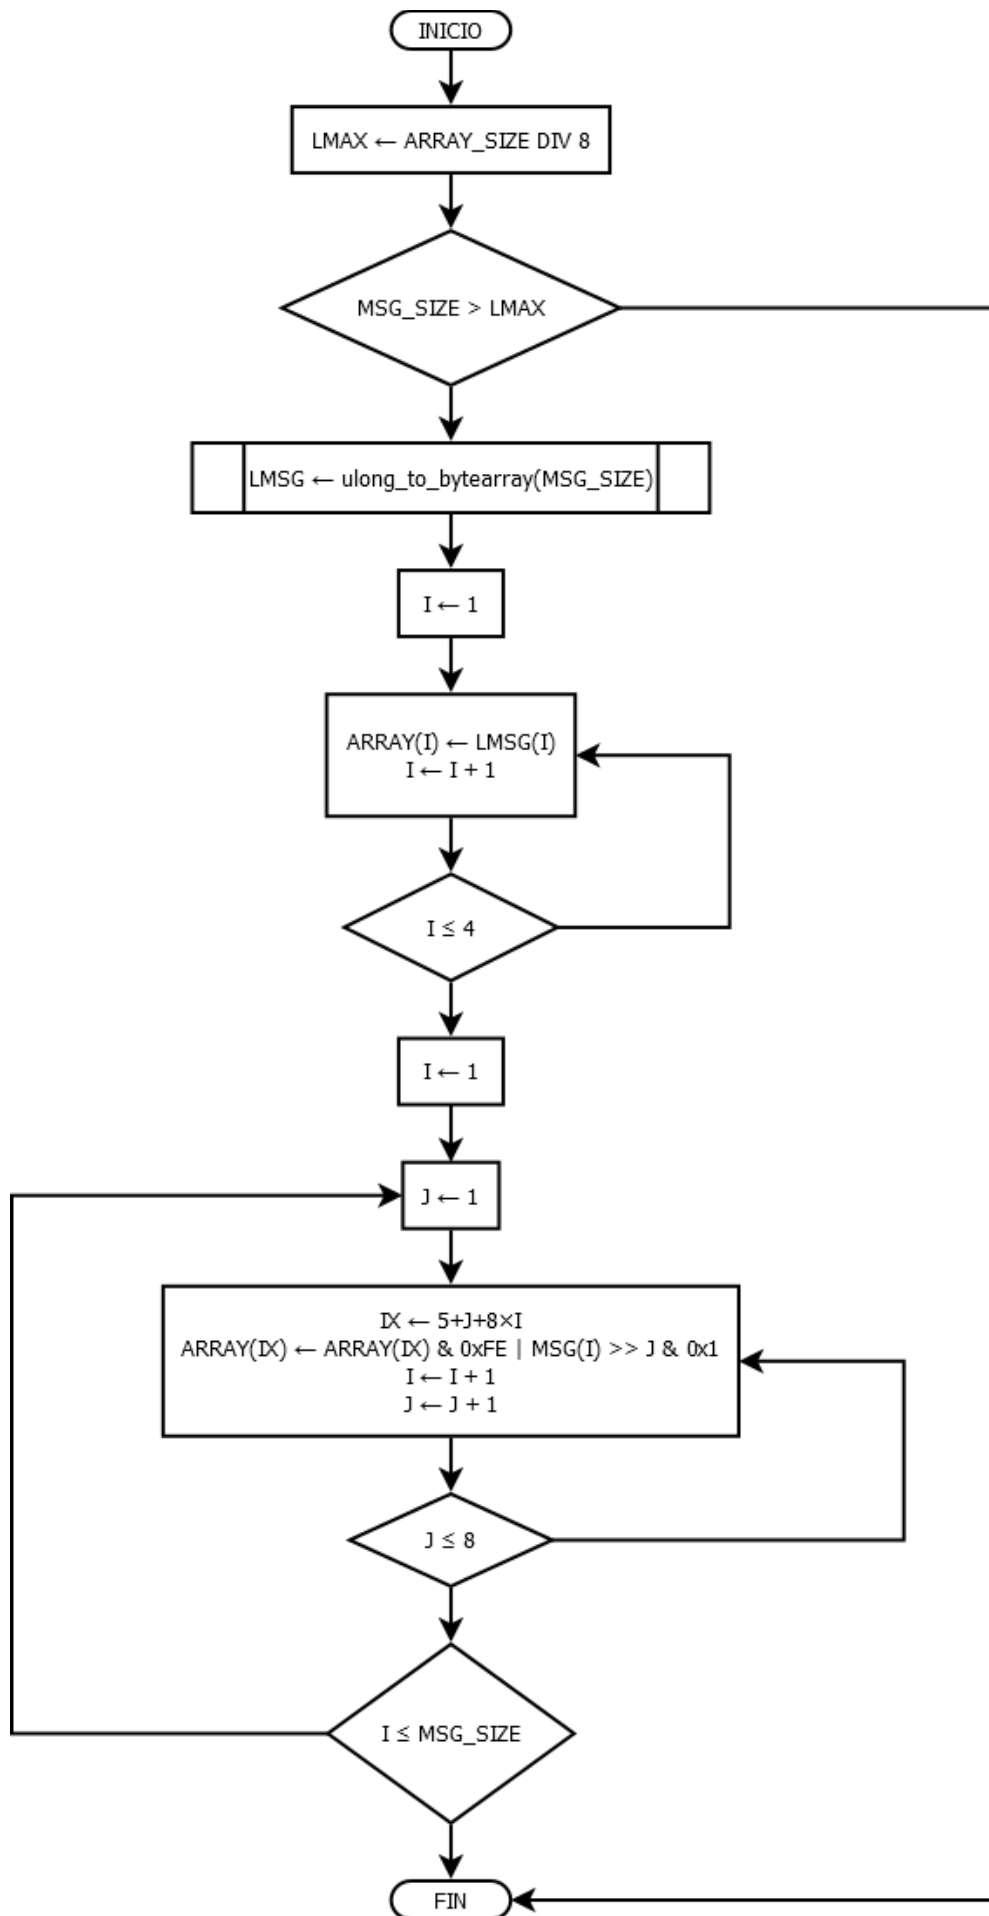 INICIO
LMAX ← ARRAY_SIZE DIV 8
MSG_SIZE > LMAX
LMSG ← ulong_to_bytearray(MSG_SIZE)
I ← 1
ARRAY(I) ← LMSG(I)
I ← I + 1
I ≤ 4
I ← 1
J ← 1
IX ← 5+J+8×I
ARRAY(IX) ← ARRAY(IX) & 0xFE | MSG(I) >> J & 0x1
I ← I + 1
J ← J + 1
J ≤ 8
I ≤ MSG_SIZE
FIN